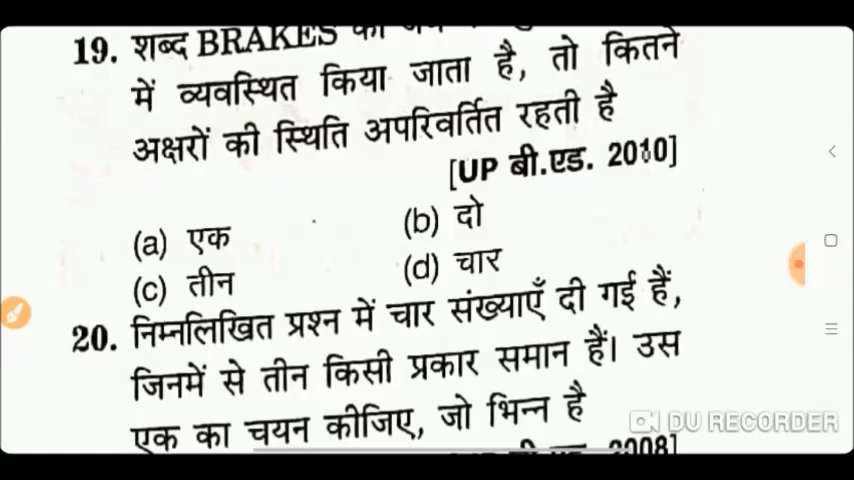 19. शब्द BRAKES को
में व्यवस्थित किया जाता है, तो कितने
अक्षरों की स्थिति अपरिवर्तित रहती है
[UP बी.एड. 2010]
(a) एक (b) दो
(c) तीन (d) चार
20. निम्नलिखित प्रश्न में चार संख्याएँ दी गई हैं,
जिनमें से तीन किसी प्रकार समान हैं। उस
एक का चयन कीजिए, जो भिन्न है
DU RECORDER
2008]